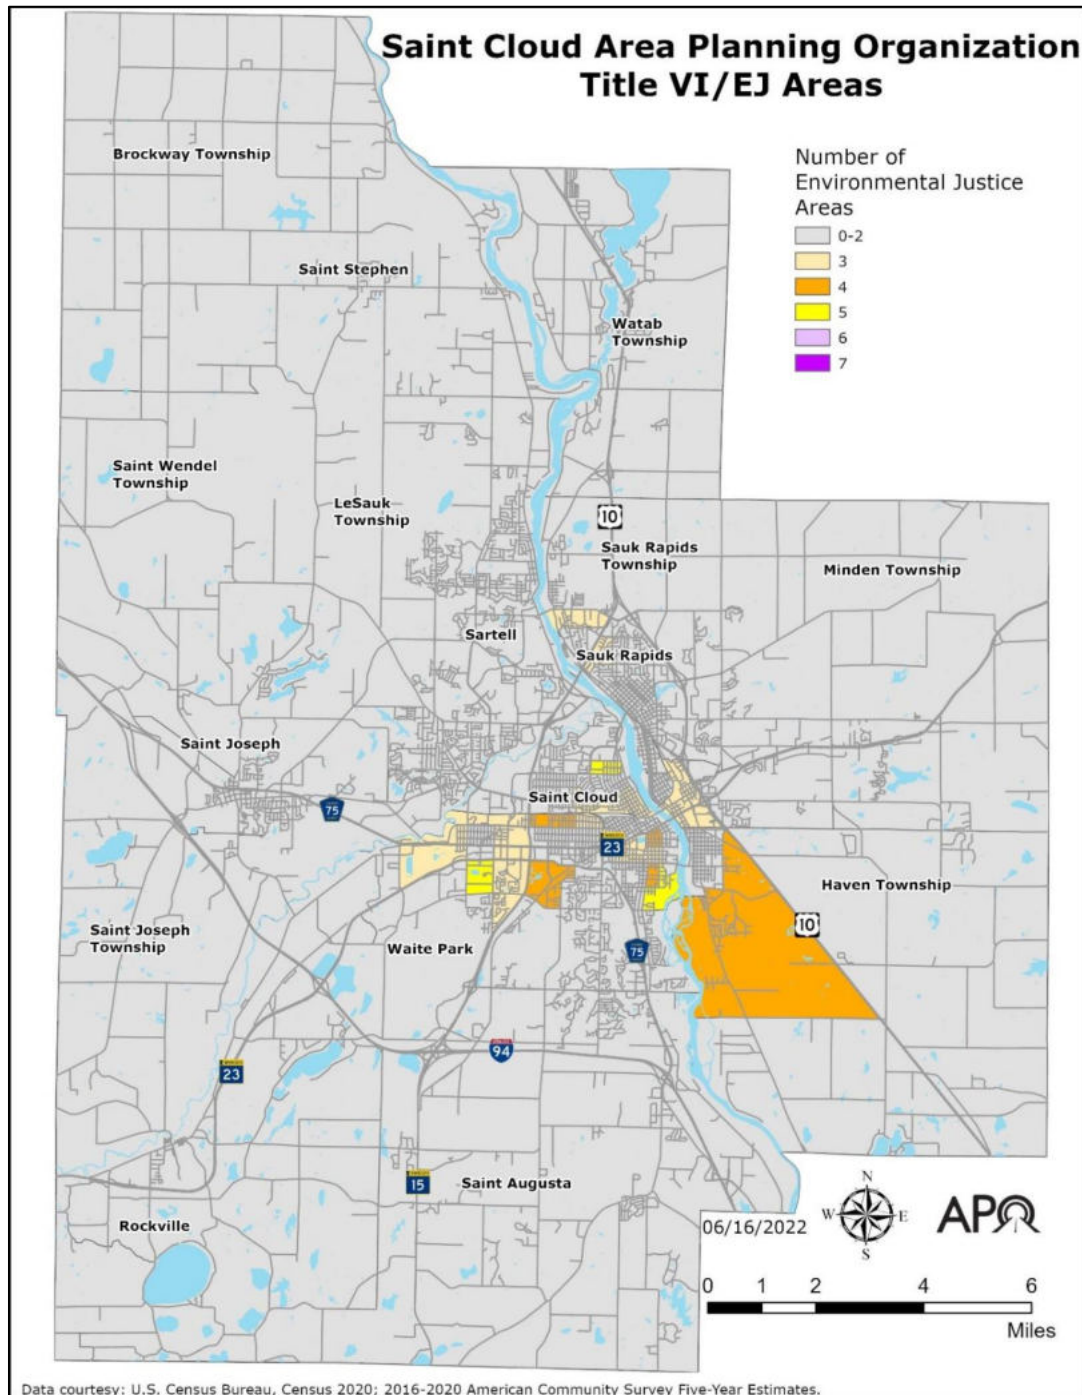 Saint Cloud Area Planning Organization
Title VI/EJ Areas
Number of
Environmental Justice
Areas
0-2
3
4
5
6
7
Brockway Township
Saint Stephen
Watab
Township
Saint Wendel
Township
LeSauk
Township
10
Sauk Rapids
Township
Minden Township
Sartell
Sauk Rapids
Saint Joseph
75
Saint Cloud
23
Haven Township
10
Saint Joseph
Township
Waite Park
75
94
23
15
Saint Augusta
Rockville
06/16/2022
N
W
E
S
APO
0 1 2 4 6
Miles
Data courtesy: U.S. Census Bureau, Census 2020; 2016-2020 American Community Survey Five-Year Estimates.